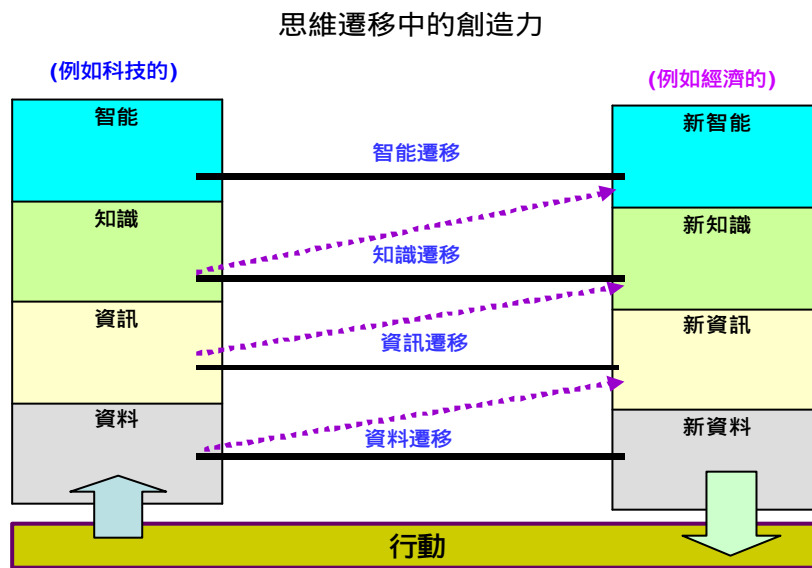 思維遷移中的創造力
(例如科技的)
(例如經濟的)
智能
新智能
智能遷移
知識
新知識
知識遷移
資訊
新資訊
資訊遷移
資料
新資料
資料遷移
行動